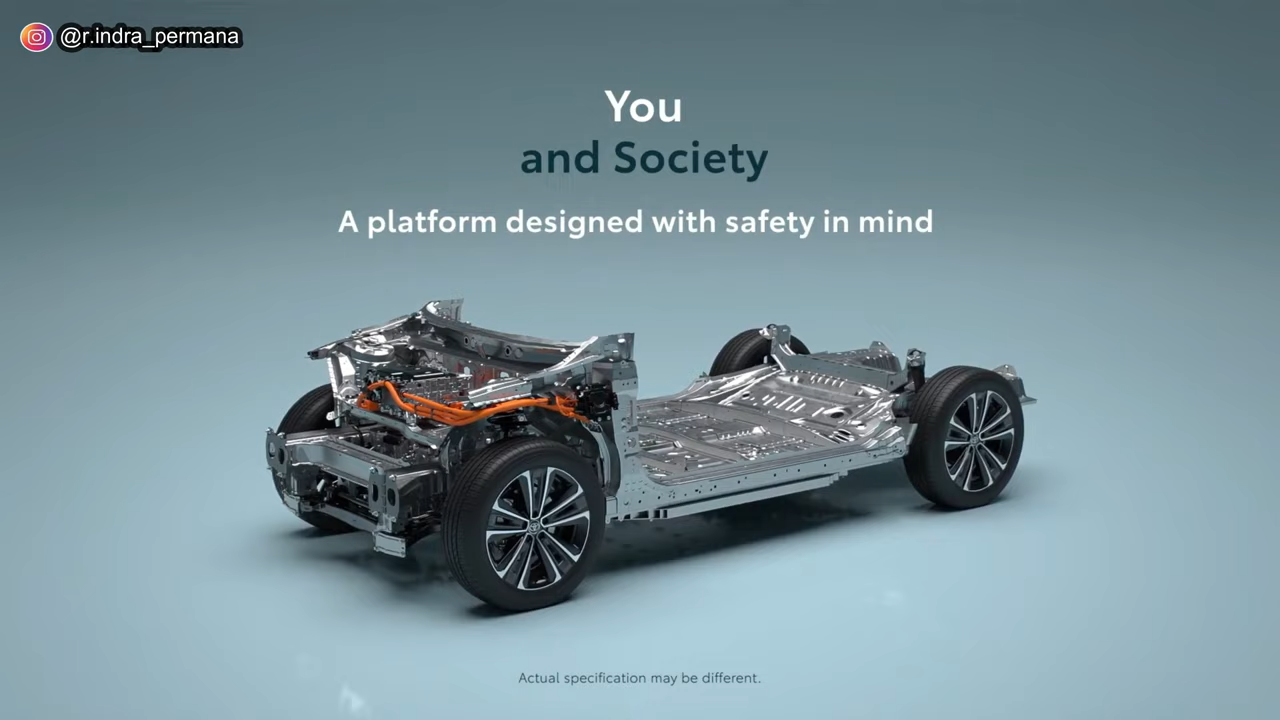 @r.indra_permana
You
and Society
A platform designed with safety in mind
Actual specification may be different.